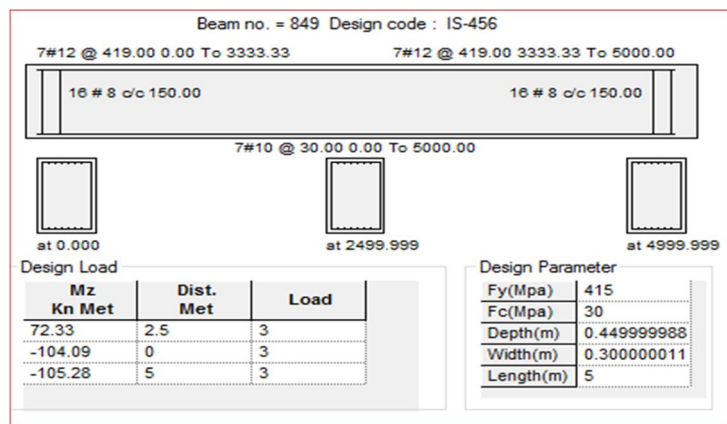 Beam no. = 849 Design code : IS-456
7#12 @ 419.00 0.00 To 3333.33 7#12 @ 419.00 3333.33 To 5000.00
16 # 8 c/c 150.00 16 # 8 c/c 150.00
7#10 @ 30.00 0.00 To 5000.00
at 0.000 at 2499.999 at 4999.999
Design Load
Mz Kn Met Dist. Met Load
72.33 2.5 3
-104.09 0 3
-105.28 5 3
Design Parameter
Fy(Mpa) 415
Fc(Mpa) 30
Depth(m) 0.449999988
Width(m) 0.300000011
Length(m) 5